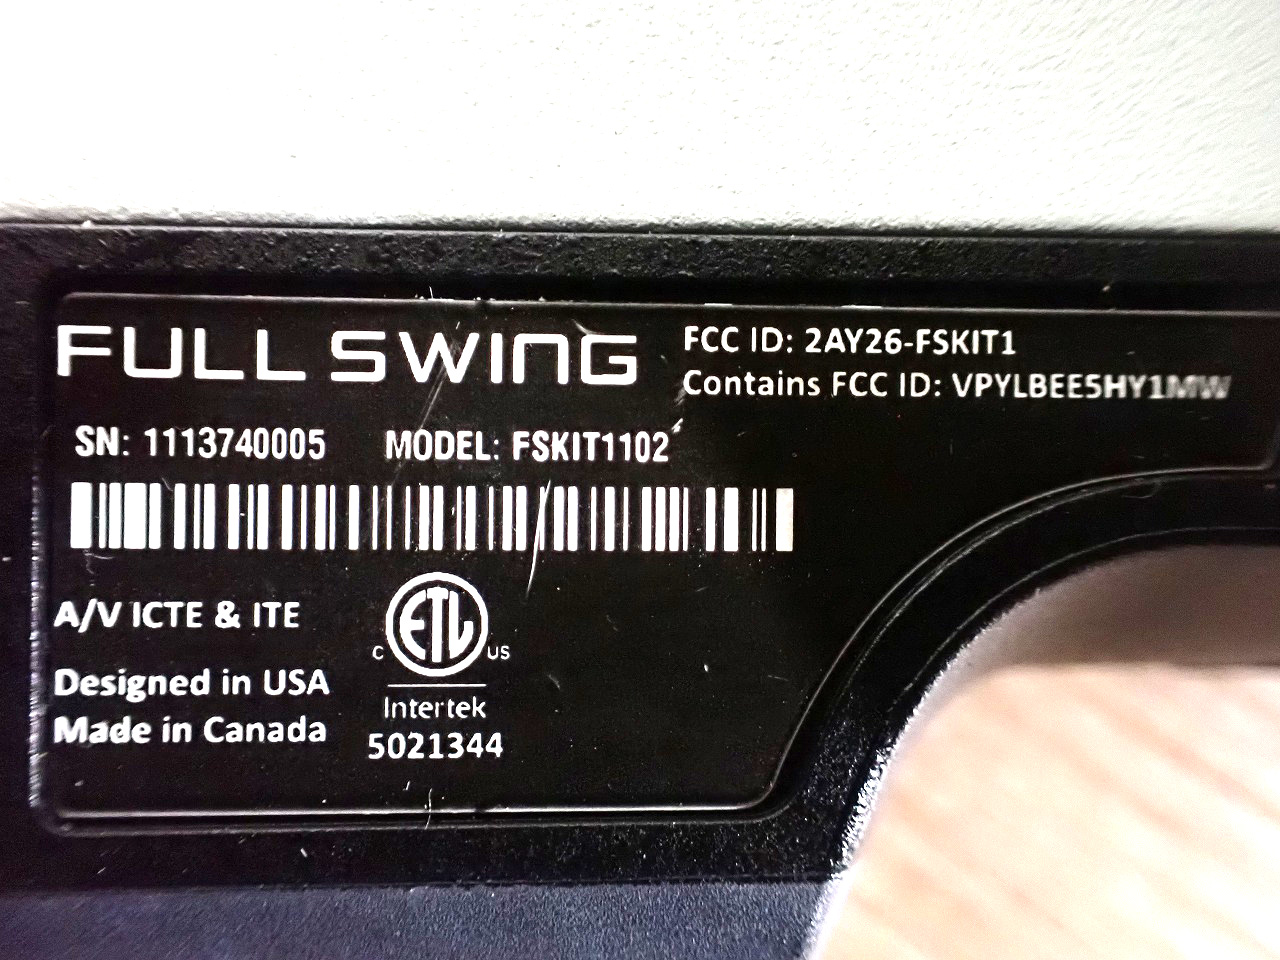 FULL SWING
FCC ID: 2AY26-FSKIT1
Contains FCC ID: VPYLBEE5HY1MW
SN: 1113740005 MODEL: FSKIT1102
A/V ICTE & ITE
Designed in USA
Made in Canada
ETL
C US
Intertek
5021344